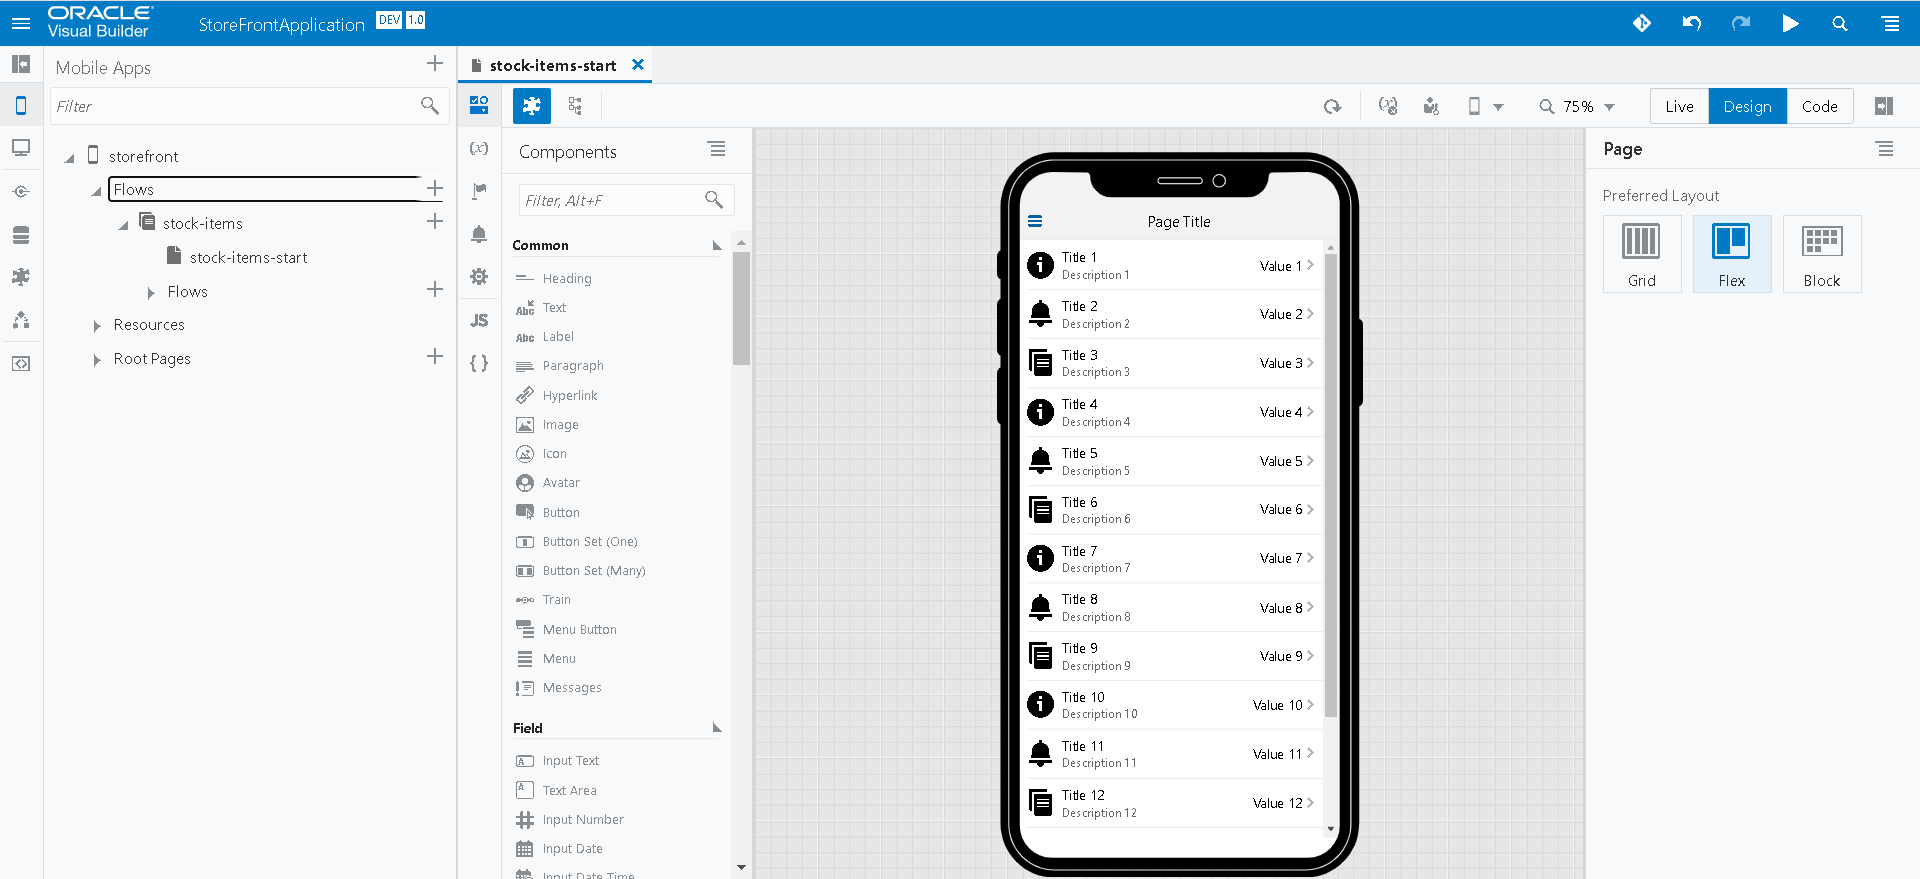 ORACLE
Visual Builder
StoreFrontApplication
DEV 1.0
Mobile Apps
Filter
storefront
Flows
stock-items
stock-items-start
Flows
Resources
Root Pages
stock-items-start
(x)
JS
{ }
Components
Filter, Alt+F
Common
Heading
Text
Label
Paragraph
Hyperlink
Image
Icon
Avatar
Button
Button Set (One)
Button Set (Many)
Train
Menu Button
Menu
Messages
Field
Input Text
Text Area
Input Number
Input Date
Input Date Time
75%
Live
Design
Code
Page Title
Title 1
Description 1
Value 1
Title 2
Description 2
Value 2
Title 3
Description 3
Value 3
Title 4
Description 4
Value 4
Title 5
Description 5
Value 5
Title 6
Description 6
Value 6
Title 7
Description 7
Value 7
Title 8
Description 8
Value 8
Title 9
Description 9
Value 9
Title 10
Description 10
Value 10
Title 11
Description 11
Value 11
Title 12
Description 12
Value 12
Page
Preferred Layout
Grid
Flex
Block